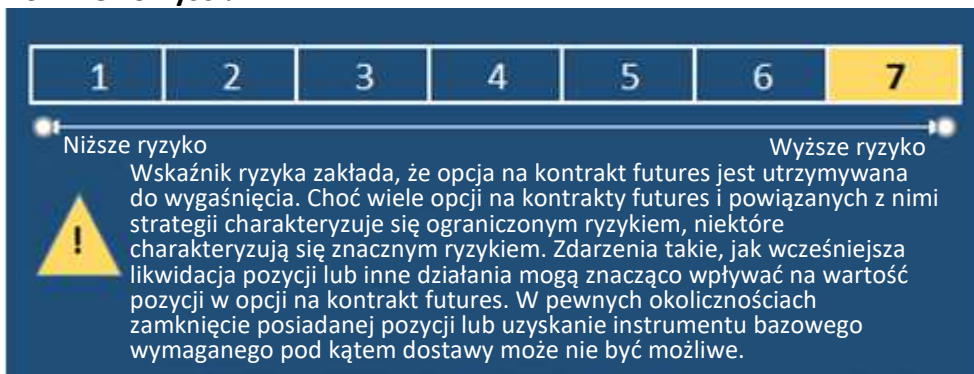 1 2 3 4 5 6 7
Niższe ryzyko Wyższe ryzyko
Wskaźnik ryzyka zakłada, że opcja na kontrakt futures jest utrzymywana
do wygaśnięcia. Choć wiele opcji na kontrakty futures i powiązanych z nimi
strategii charakteryzuje się ograniczonym ryzykiem, niektóre
charakteryzują się znacznym ryzykiem. Zdarzenia takie, jak wcześniejsza
likwidacja pozycji lub inne działania mogą znacząco wpływać na wartość
pozycji w opcji na kontrakt futures. W pewnych okolicznościach
zamknięcie posiadanej pozycji lub uzyskanie instrumentu bazowego
wymaganego pod kątem dostawy może nie być możliwe.
!